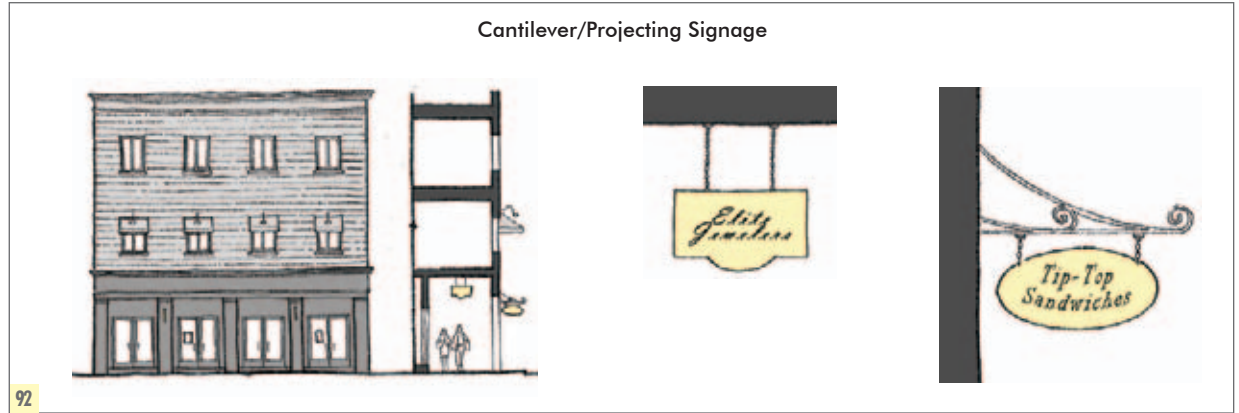 Cantilever/Projecting Signage
Elite
Jewelers
Tip-Top
Sandwiches
92